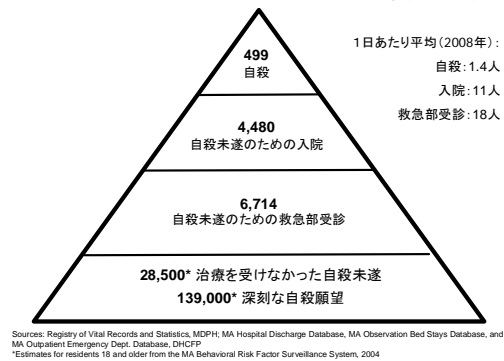 499
自殺
1日あたり平均(2008年):
自殺:1.4人
入院:11人
救急部受診:18人
4,480
自殺未遂のための入院
6,714
自殺未遂のための救急部受診
28,500* 治療を受けなかった自殺未遂
139,000* 深刻な自殺願望
Sources: Registry of Vital Records and Statistics, MDPH; MA Hospital Discharge Database, MA Observation Bed Stays Database, and
MA Outpatient Emergency Dept. Database, DHCFP
*Estimates for residents 18 and older from the MA Behavioral Risk Factor Surveillance System, 2004